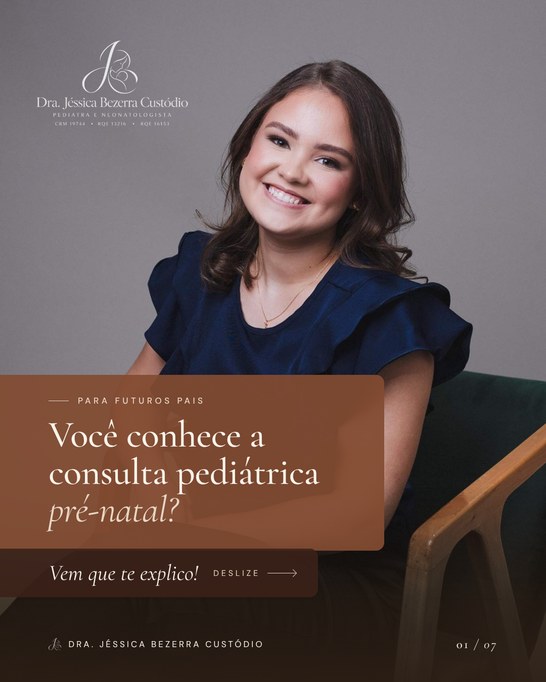 Dra. Jéssica Bezerra Custódio
PEDIATRA E NEONATOLOGISTA
PARA FUTUROS PAIS
Você conhece a
consulta pediátrica
pré-natal?
Vem que te explico!
DESLIZE
DRA. JÉSSICA BEZERRA CUSTÓDIO
01 / 07